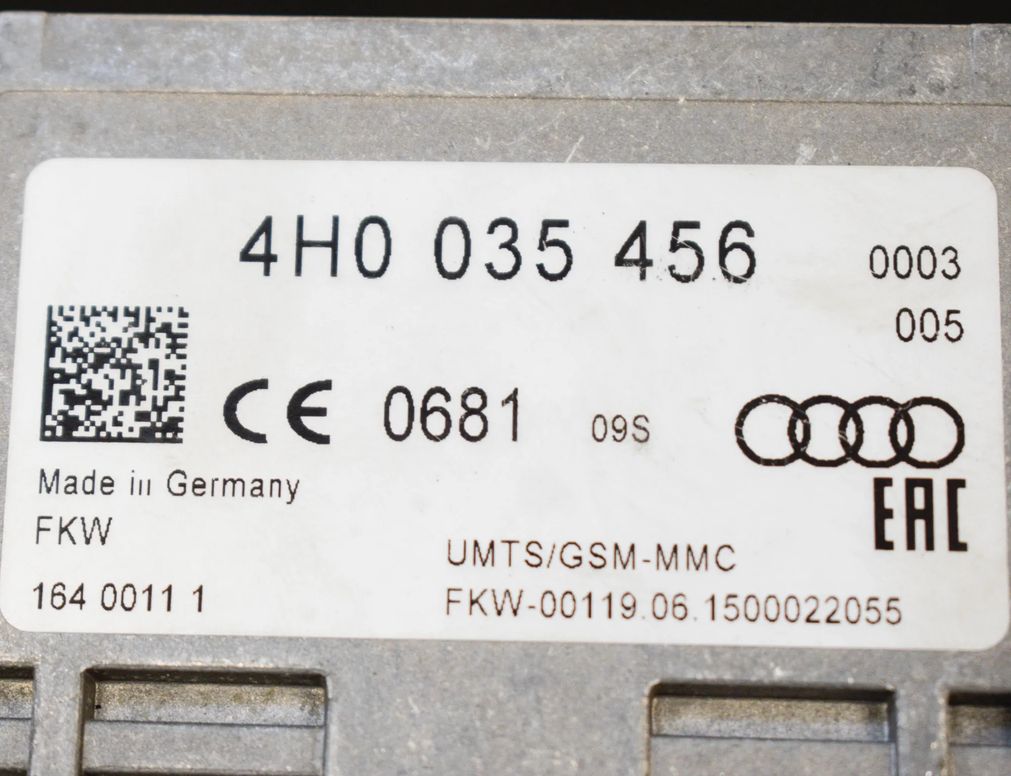 4H0 035 456 0003
005
CE 0681 09S
EAC
Made in Germany
FKW
UMTS/GSM-MMC
164 0011 1
FKW-00119.06.1500022055